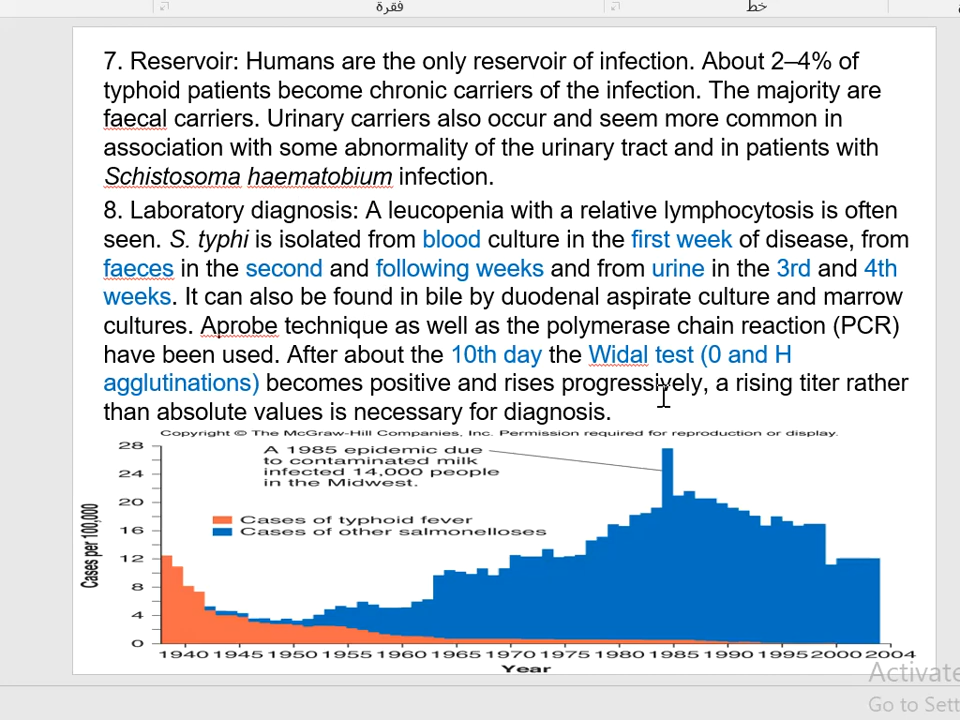 فقرة
خط
7. Reservoir: Humans are the only reservoir of infection. About 2–4% of
typhoid patients become chronic carriers of the infection. The majority are
faecal carriers. Urinary carriers also occur and seem more common in
association with some abnormality of the urinary tract and in patients with
Schistosoma haematobium infection.
8. Laboratory diagnosis: A leucopenia with a relative lymphocytosis is often
seen. S. typhi is isolated from blood culture in the first week of disease, from
faeces in the second and following weeks and from urine in the 3rd and 4th
weeks. It can also be found in bile by duodenal aspirate culture and marrow
cultures. Aprobe technique as well as the polymerase chain reaction (PCR)
have been used. After about the 10th day the Widal test (0 and H
agglutinations) becomes positive and rises progressively, a rising titer rather
than absolute values is necessary for diagnosis.
Copyright © The McGraw-Hill Companies, Inc. Permission required for reproduction or display.
A 1985 epidemic due
to contaminated milk
infected 14,000 people
in the Midwest.
Cases of typhoid fever
Cases of other salmonelloses
Cases per 100,000
28
24
20
16
12
8
4
0
1940 1945 1950 1955 1960 1965 1970 1975 1980 1985 1990 1995 2000 2004
Year
Activate
Go to Sett